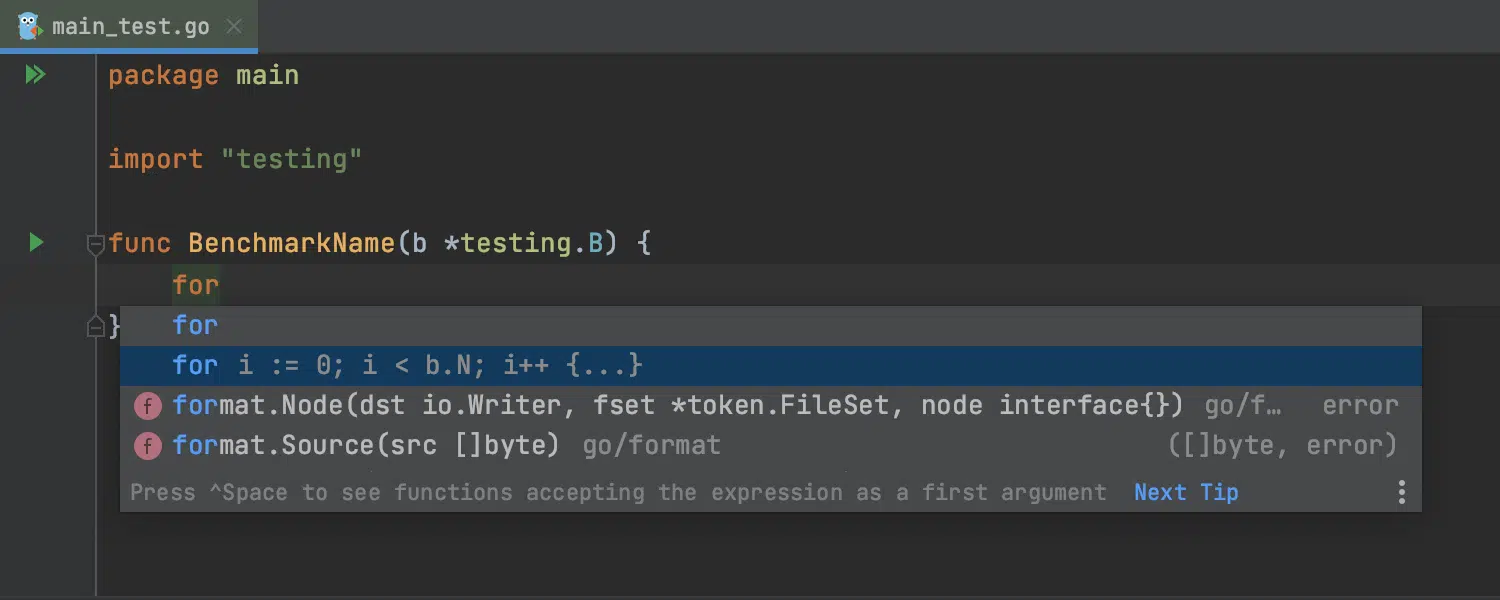 main_test.go
package main
import "testing"
func BenchmarkName(b *testing.B) {
for
}
for
for i := 0; i < b.N; i++ {...}
f format.Node(dst io.Writer, fset *token.FileSet, node interface{}) go/f… error
f format.Source(src []byte) go/format ([]byte, error)
Press ^Space to see functions accepting the expression as a first argument Next Tip